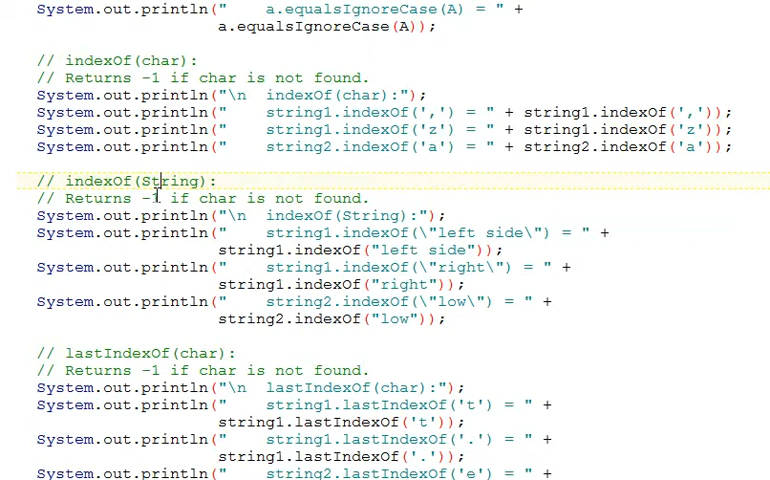 System.out.println("    a.equalsIgnoreCase(A) = " +
a.equalsIgnoreCase(A));
// indexOf(char):
// Returns -1 if char is not found.
System.out.println("\n  indexOf(char):");
System.out.println("    string1.indexOf(',') = " + string1.indexOf(','));
System.out.println("    string1.indexOf('z') = " + string1.indexOf('z'));
System.out.println("    string2.indexOf('a') = " + string2.indexOf('a'));
// indexOf(String):
// Returns -1 if char is not found.
System.out.println("\n  indexOf(String):");
System.out.println("    string1.indexOf(\"left side\") = " +
string1.indexOf("left side"));
System.out.println("    string1.indexOf(\"right\") = " +
string1.indexOf("right"));
System.out.println("    string2.indexOf(\"low\") = " +
string2.indexOf("low"));
// lastIndexOf(char):
// Returns -1 if char is not found.
System.out.println("\n  lastIndexOf(char):");
System.out.println("    string1.lastIndexOf('t') = " +
string1.lastIndexOf('t'));
System.out.println("    string1.lastIndexOf('.') = " +
string1.lastIndexOf('.'));
System.out.println("    string2.lastIndexOf('e') = " +